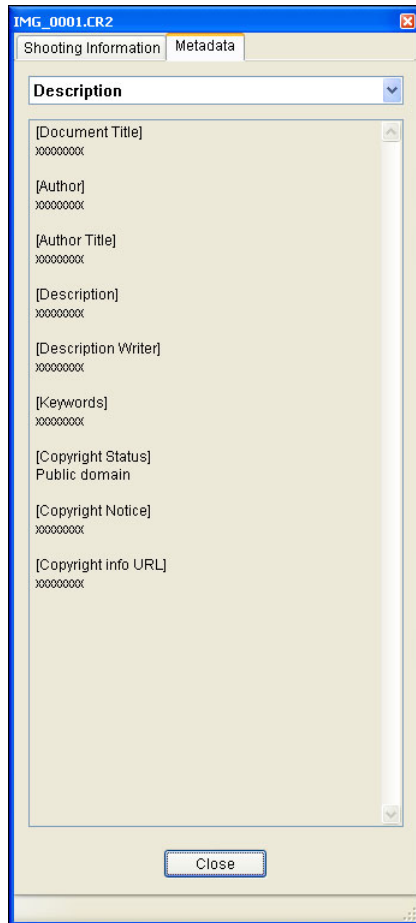 IMG_0001.CR2
Shooting Information
Metadata
Description
[Document Title]
xxxxxxxx
[Author]
xxxxxxxx
[Author Title]
xxxxxxxx
[Description]
xxxxxxxx
[Description Writer]
xxxxxxxx
[Keywords]
xxxxxxxx
[Copyright Status]
Public domain
[Copyright Notice]
xxxxxxxx
[Copyright info URL]
xxxxxxxx
Close